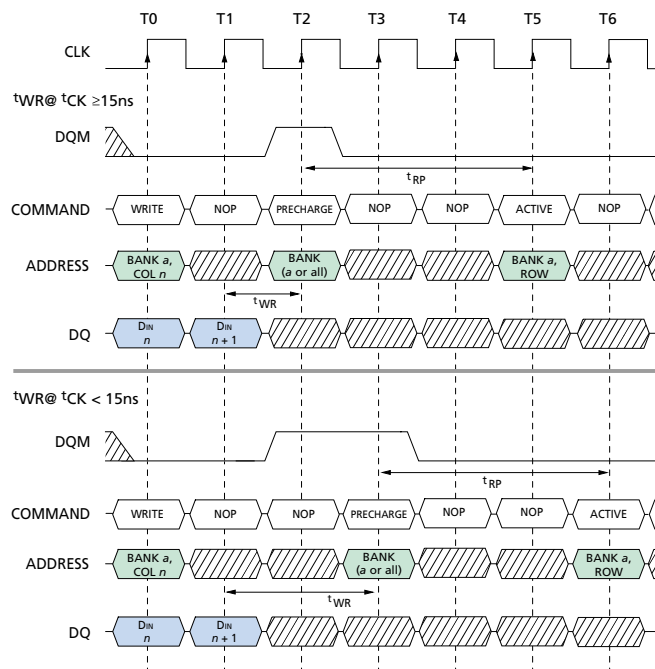 T0 T1 T2 T3 T4 T5 T6
CLK
tWR@ tCK ≥15ns
DQM
tRP
COMMAND WRITE NOP PRECHARGE NOP NOP ACTIVE NOP
ADDRESS BANK a, COL n BANK (a or all) BANK a, ROW
tWR
DQ DIN n DIN n + 1
tWR@ tCK < 15ns
DQM
tRP
COMMAND WRITE NOP NOP PRECHARGE NOP NOP ACTIVE
ADDRESS BANK a, COL n BANK (a or all) BANK a, ROW
tWR
DQ DIN n DIN n + 1